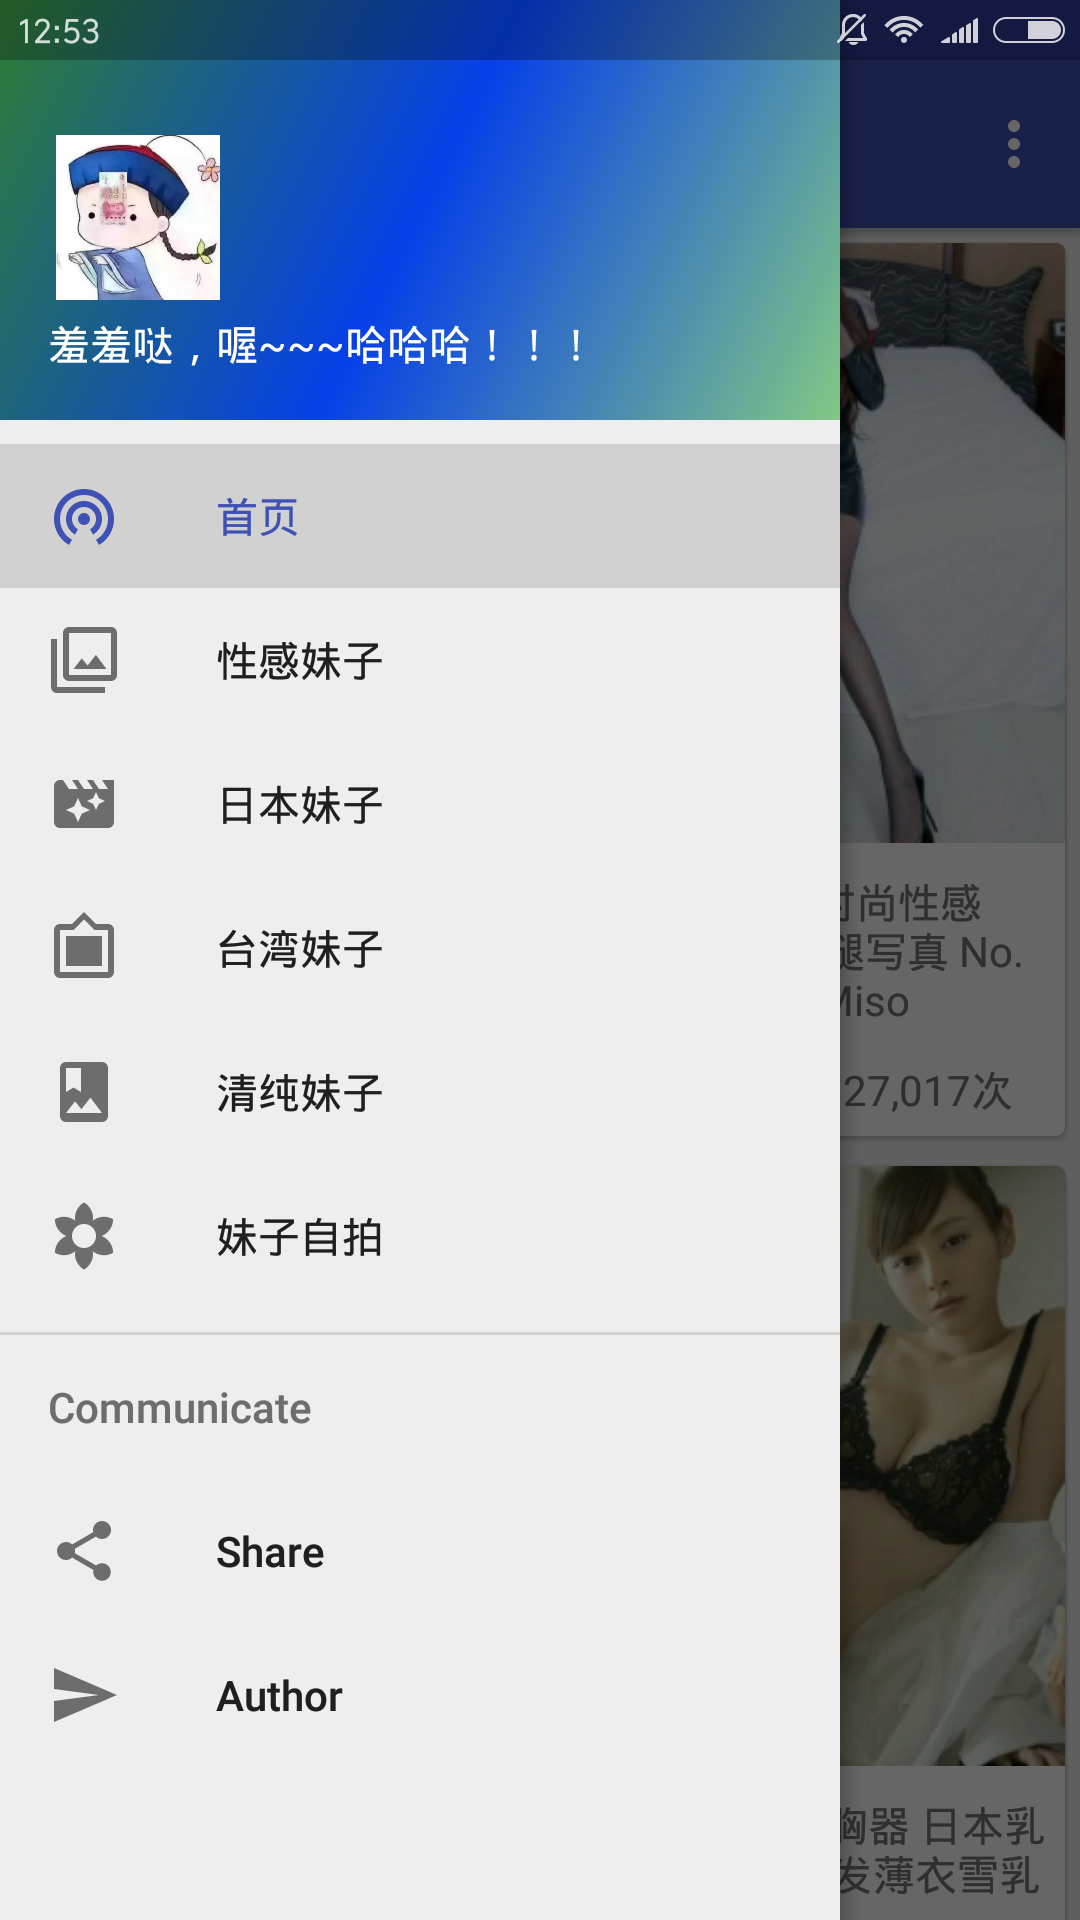 12:53
羞羞哒，喔~~~哈哈哈！！！
首页
性感妹子
日本妹子
台湾妹子
清纯妹子
妹子自拍
Communicate
Share
Author
时尚性感
腿写真 No.
Miso
27,017次
胸器 日本乳
发薄衣雪乳